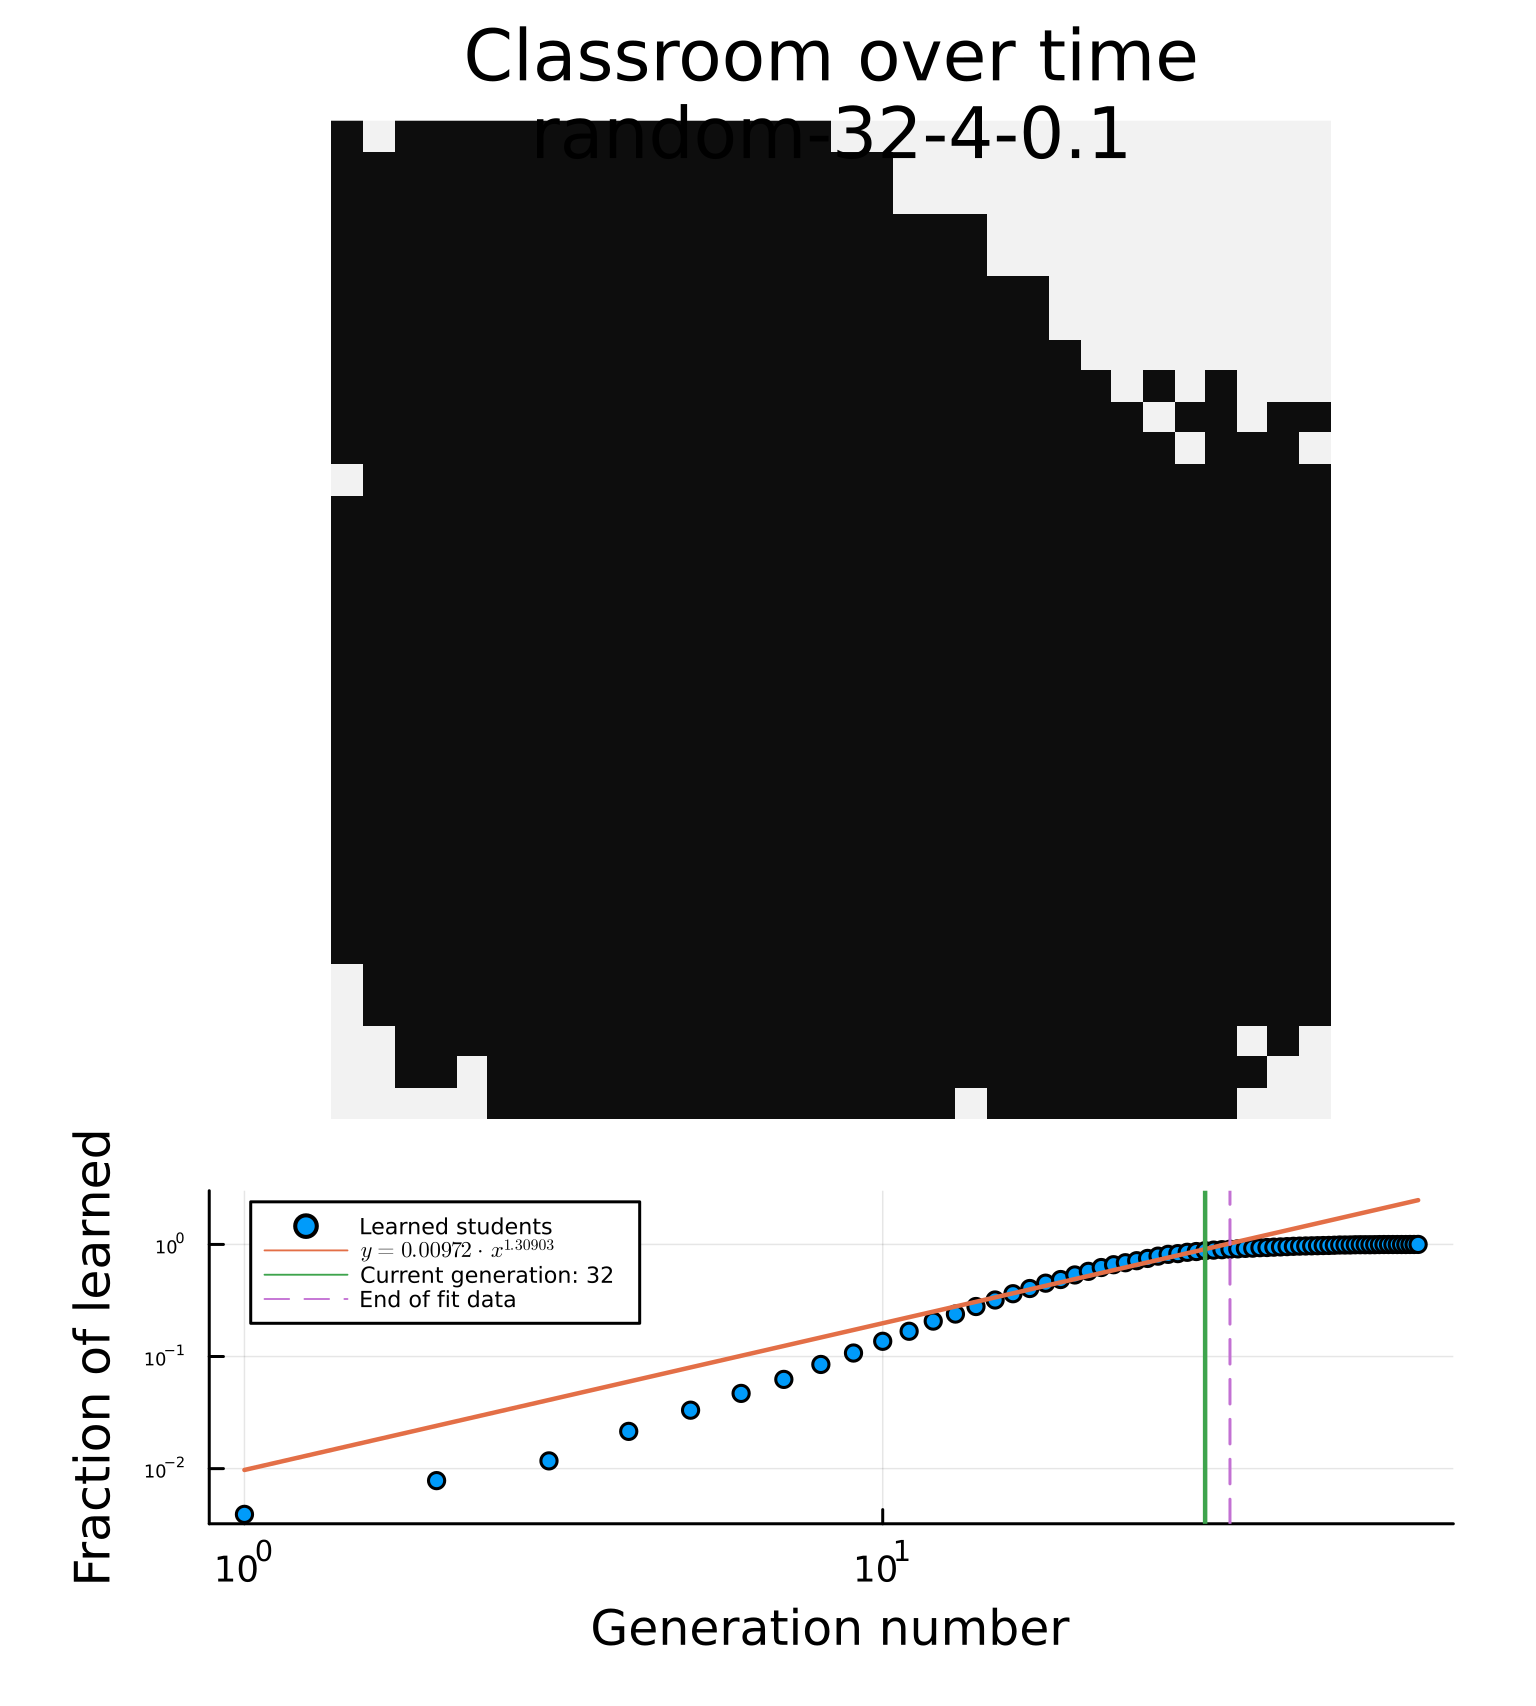 Classroom over time
random-32-4-0.1
Learned students
y = 0.00972 · x^1.30903
Current generation: 32
End of fit data
10^0
10^-1
10^-2
Fraction of learned
10^0
10^1
Generation number